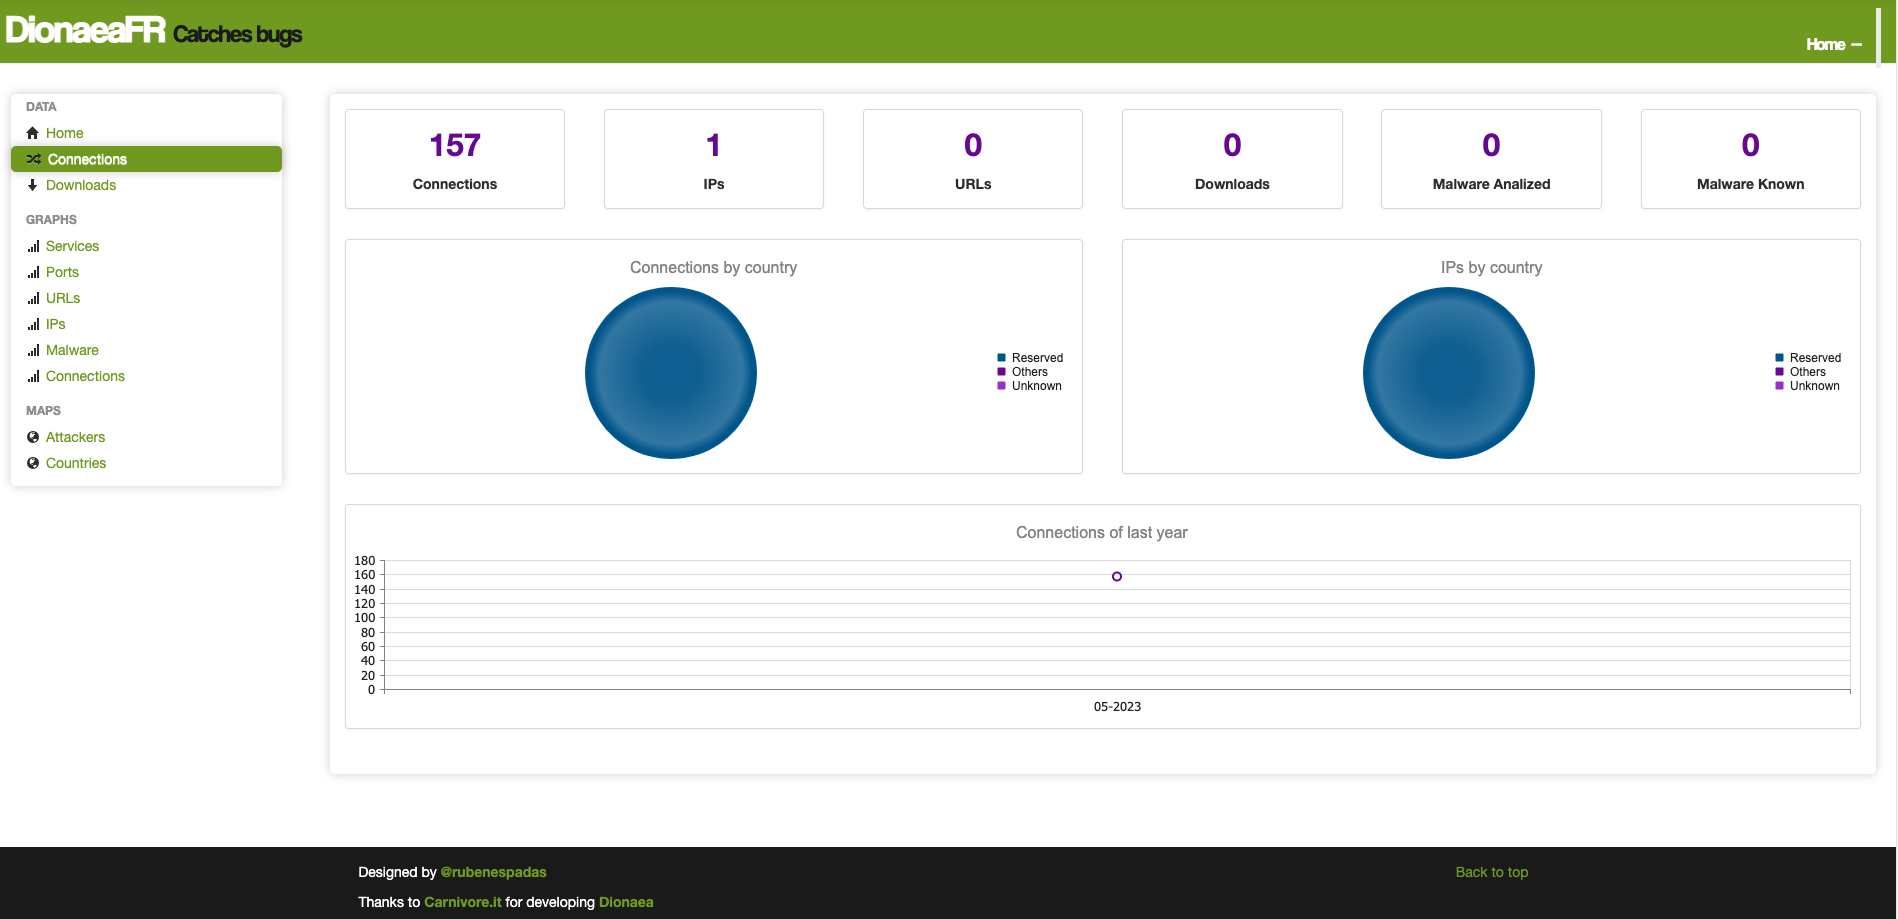 DionaeaFR Catches bugs
Home –
DATA
Home
Connections
Downloads
GRAPHS
Services
Ports
URLs
IPs
Malware
Connections
MAPS
Attackers
Countries
157
Connections
1
IPs
0
URLs
0
Downloads
0
Malware Analized
0
Malware Known
Connections by country
Reserved
Others
Unknown
IPs by country
Reserved
Others
Unknown
Connections of last year
180
160
140
120
100
80
60
40
20
0
05-2023
Designed by @rubenespadas
Back to top
Thanks to Carnivore.it for developing Dionaea